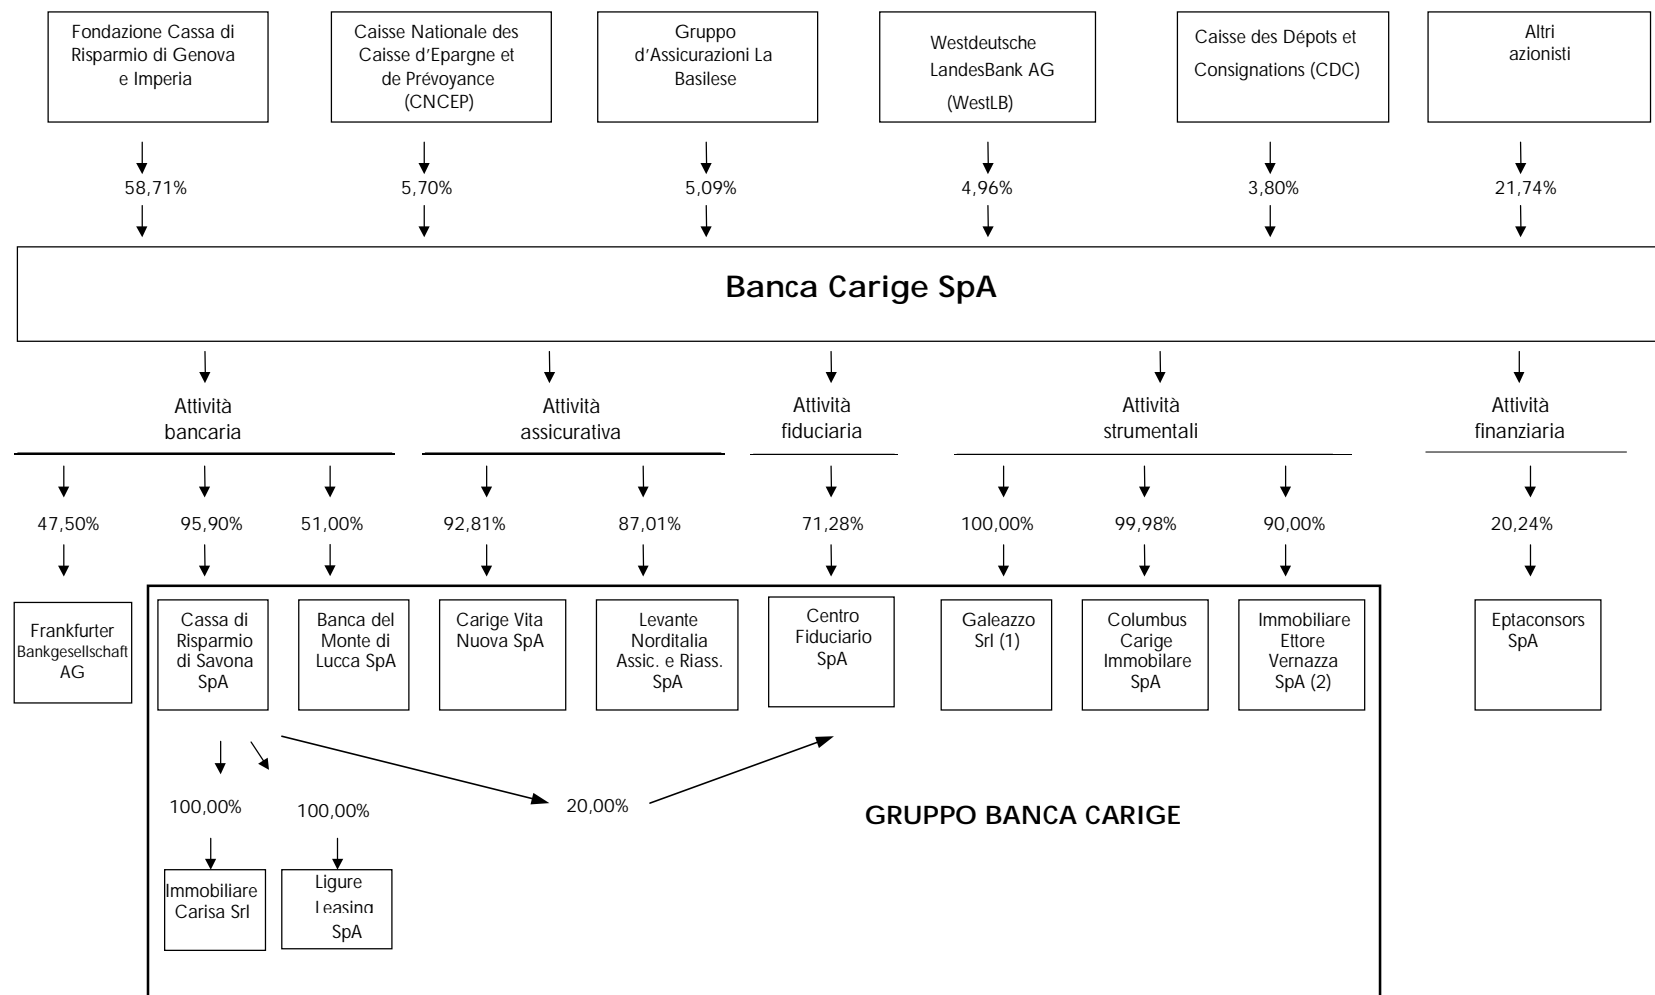 Fondazione Cassa di
Risparmio di Genova
e Imperia
Caisse Nationale des
Caisse d'Epargne et
de Prévoyance
(CNCEP)
Gruppo
d'Assicurazioni La
Basilese
Westdeutsche
LandesBank AG
(WestLB)
Caisse des Dépots et
Consignations (CDC)
Altri
azionisti
58,71%
5,70%
5,09%
4,96%
3,80%
21,74%
Banca Carige SpA
Attività
bancaria
Attività
assicurativa
Attività
fiduciaria
Attività
strumentali
Attività
finanziaria
47,50%
95,90%
51,00%
92,81%
87,01%
71,28%
100,00%
99,98%
90,00%
20,24%
Frankfurter
Bankgesellschaft
AG
Cassa di
Risparmio
di Savona
SpA
Banca del
Monte di
Lucca SpA
Carige Vita
Nuova SpA
Levante
Norditalia
Assic. e Riass.
SpA
Centro
Fiduciario
SpA
Galeazzo
Srl (1)
Columbus
Carige
Immobilare
SpA
Immobiliare
Ettore
Vernazza
SpA (2)
Eptaconsors
SpA
100,00%
100,00%
20,00%
GRUPPO BANCA CARIGE
Immobiliare
Carisa Srl
Ligure
Leasing
SpA